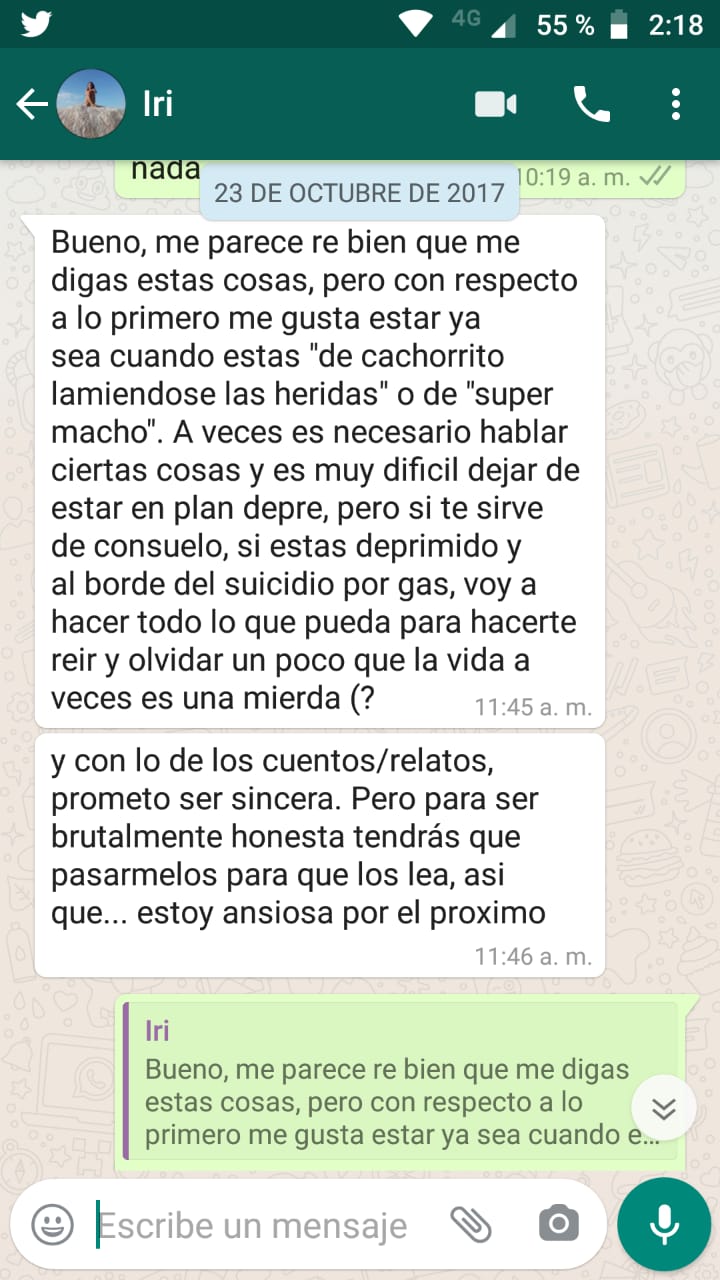 4G 55 % 2:18
Iri
nada
10:19 a. m.
23 DE OCTUBRE DE 2017
Bueno, me parece re bien que me
digas estas cosas, pero con respecto
a lo primero me gusta estar ya
sea cuando estas "de cachorrito
lamiendose las heridas" o de "super
macho". A veces es necesario hablar
ciertas cosas y es muy dificil dejar de
estar en plan depre, pero si te sirve
de consuelo, si estas deprimido y
al borde del suicidio por gas, voy a
hacer todo lo que pueda para hacerte
reir y olvidar un poco que la vida a
veces es una mierda (?
11:45 a. m.
y con lo de los cuentos/relatos,
prometo ser sincera. Pero para ser
brutalmente honesta tendrás que
pasarmelos para que los lea, asi
que... estoy ansiosa por el proximo
11:46 a. m.
Iri
Bueno, me parece re bien que me digas
estas cosas, pero con respecto a lo
primero me gusta estar ya sea cuando e...
Escribe un mensaje